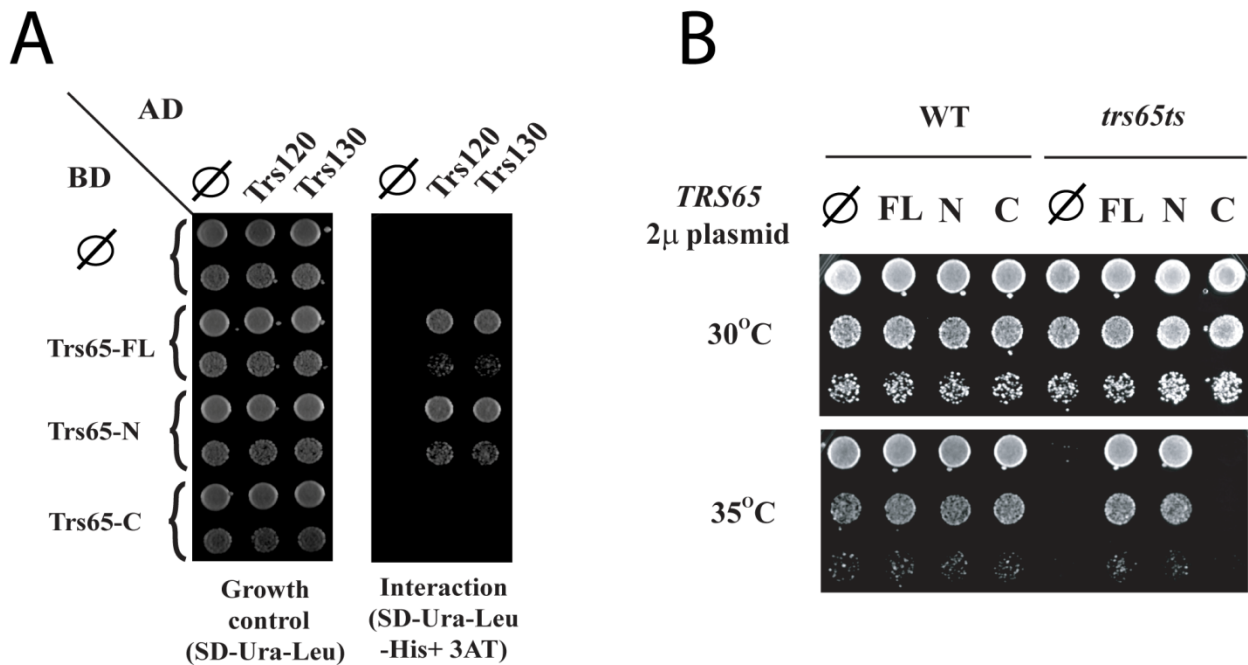 A
AD
BD
Ø Trs120 Trs130
Ø Trs120 Trs130
Ø
Trs65-FL
Trs65-N
Trs65-C
Growth
control
(SD-Ura-Leu)
Interaction
(SD-Ura-Leu
-His+ 3AT)
B
WT trs65ts
TRS65
2μ plasmid
Ø FL N C Ø FL N C
30°C
35°C